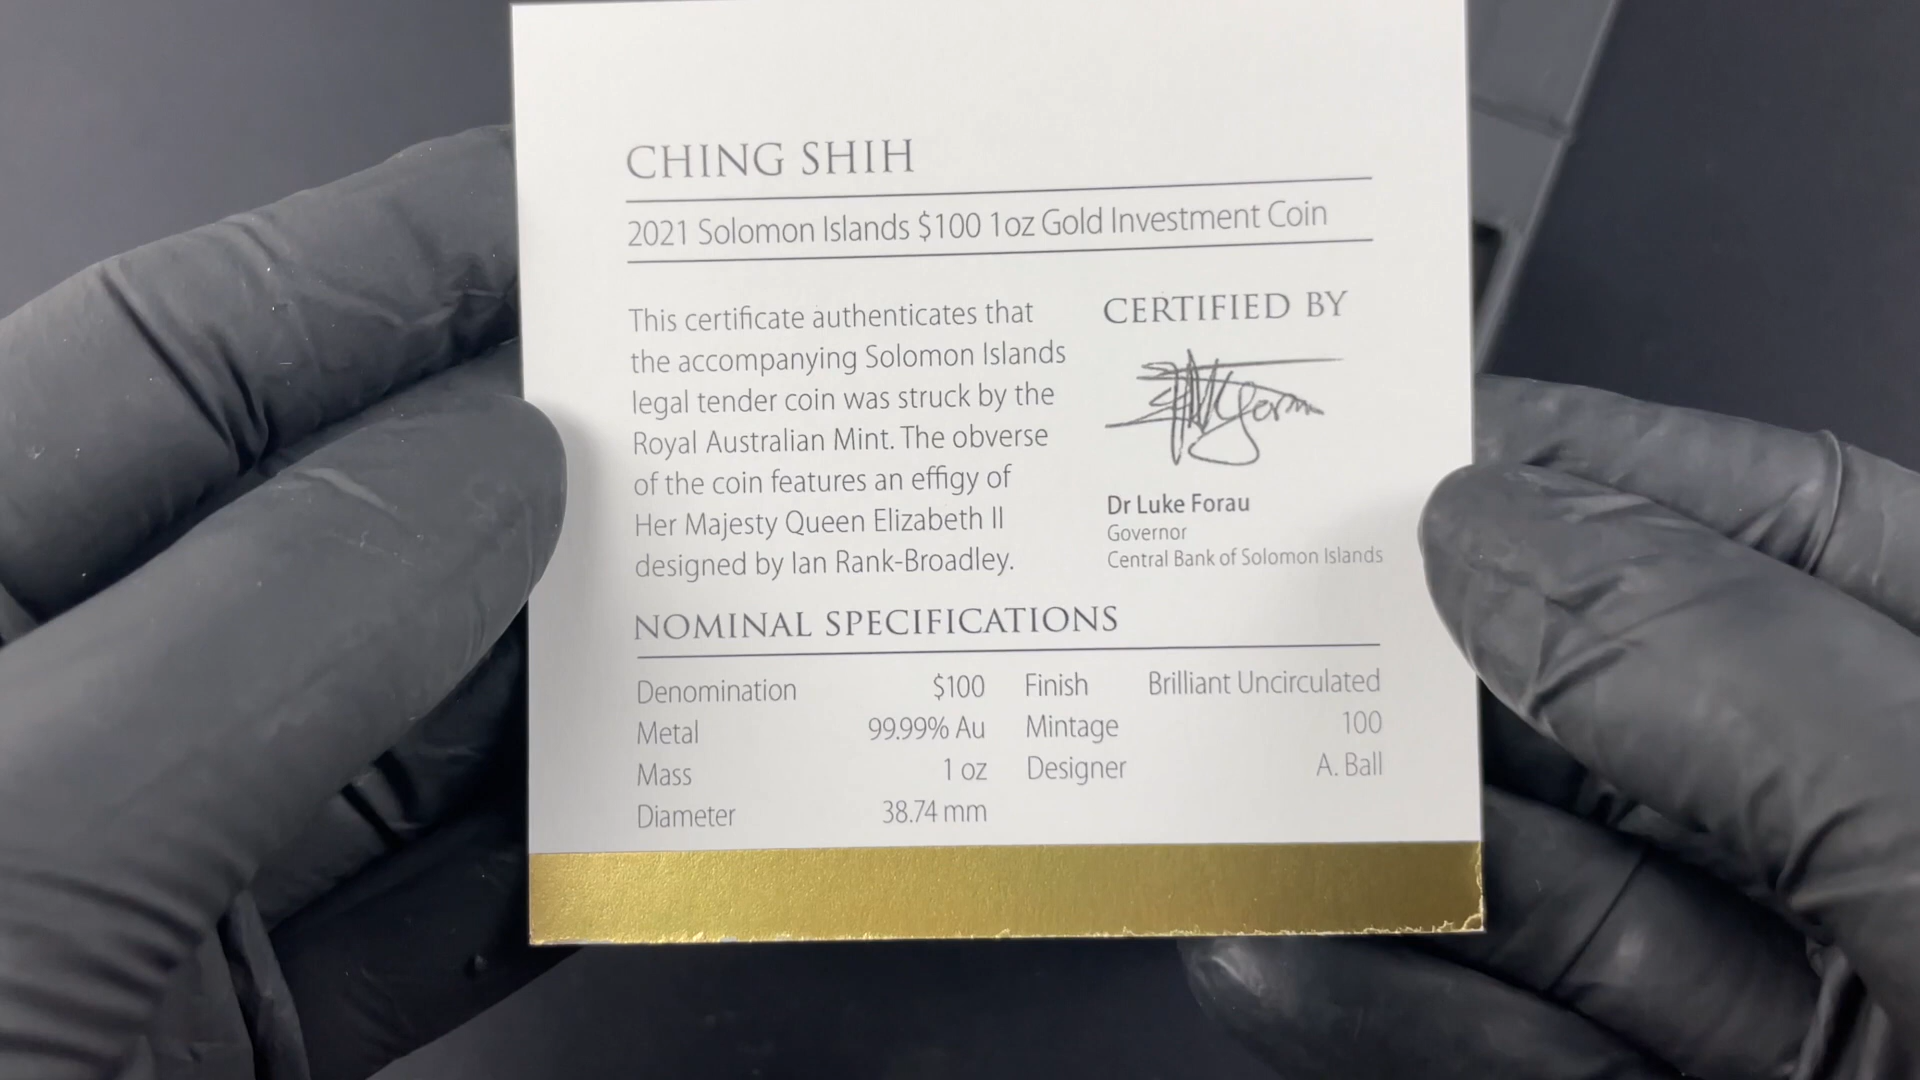 CHING SHIH
2021 Solomon Islands $100 1oz Gold Investment Coin
This certificate authenticates that
the accompanying Solomon Islands
legal tender coin was struck by the
Royal Australian Mint. The obverse
of the coin features an effigy of
Her Majesty Queen Elizabeth II
designed by Ian Rank-Broadley.
CERTIFIED BY
Dr Luke Forau
Governor
Central Bank of Solomon Islands
NOMINAL SPECIFICATIONS
Denomination $100 Finish Brilliant Uncirculated
Metal 99.99% Au Mintage 100
Mass 1 oz Designer A. Ball
Diameter 38.74 mm